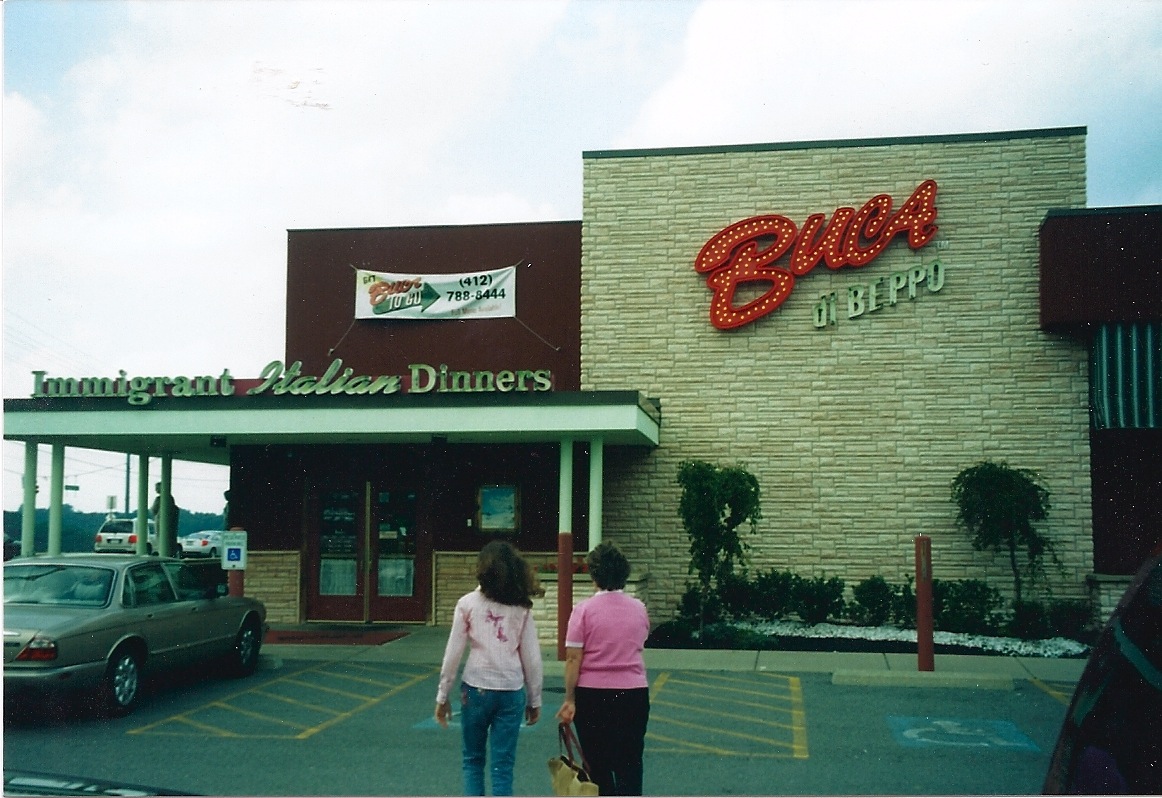 BUCA
di BEPPO
BUCA
TO GO
(412)
788-8444
Immigrant Italian Dinners